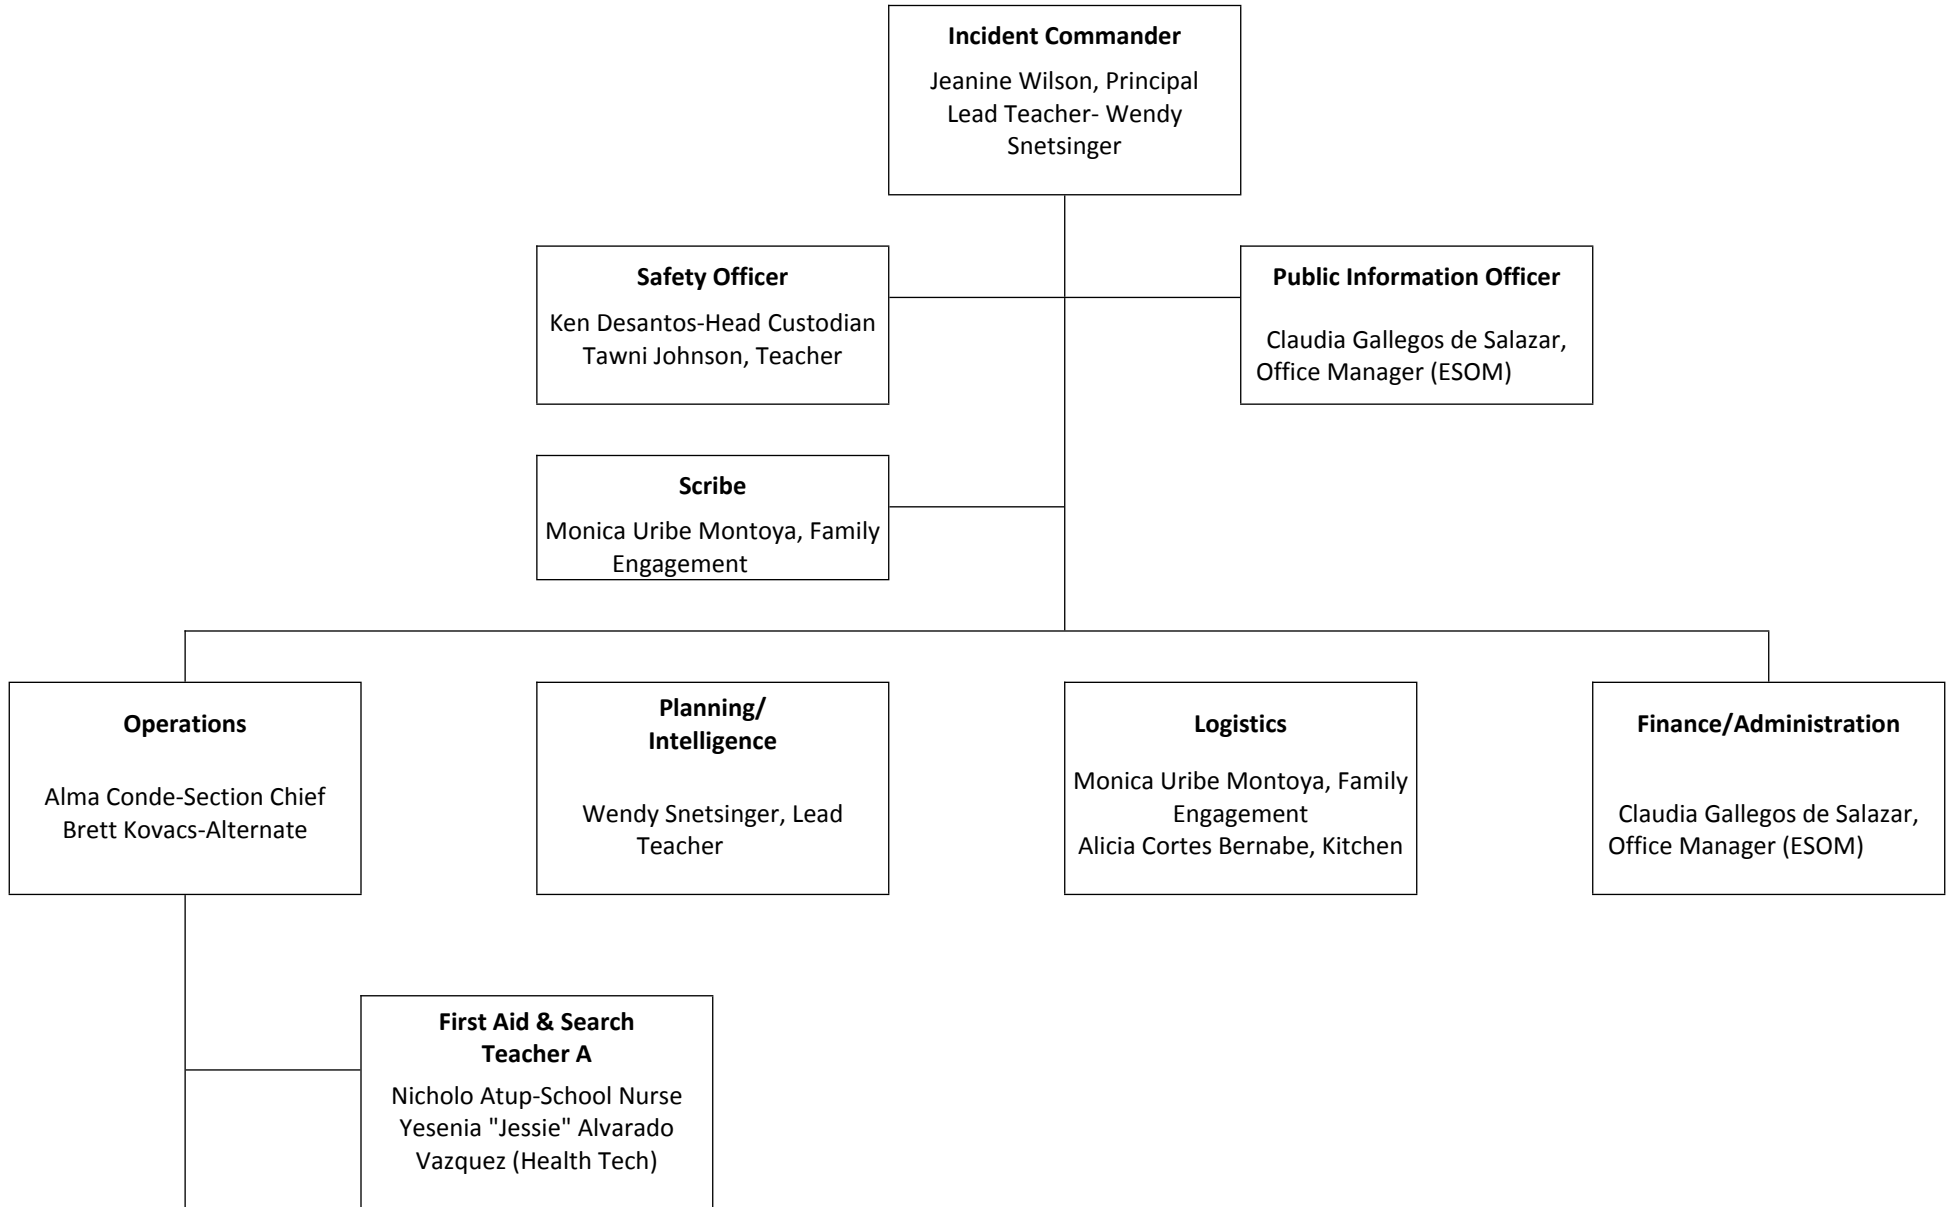 Incident Commander
Jeanine Wilson, Principal
Lead Teacher- Wendy
Snetsinger
Safety Officer
Ken Desantos-Head Custodian
Tawni Johnson, Teacher
Public Information Officer
Claudia Gallegos de Salazar,
Office Manager (ESOM)
Scribe
Monica Uribe Montoya, Family
Engagement
Operations
Alma Conde-Section Chief
Brett Kovacs-Alternate
Planning/
Intelligence
Wendy Snetsinger, Lead
Teacher
Logistics
Monica Uribe Montoya, Family
Engagement
Alicia Cortes Bernabe, Kitchen
Finance/Administration
Claudia Gallegos de Salazar,
Office Manager (ESOM)
First Aid & Search
Teacher A
Nicholo Atup-School Nurse
Yesenia "Jessie" Alvarado
Vazquez (Health Tech)